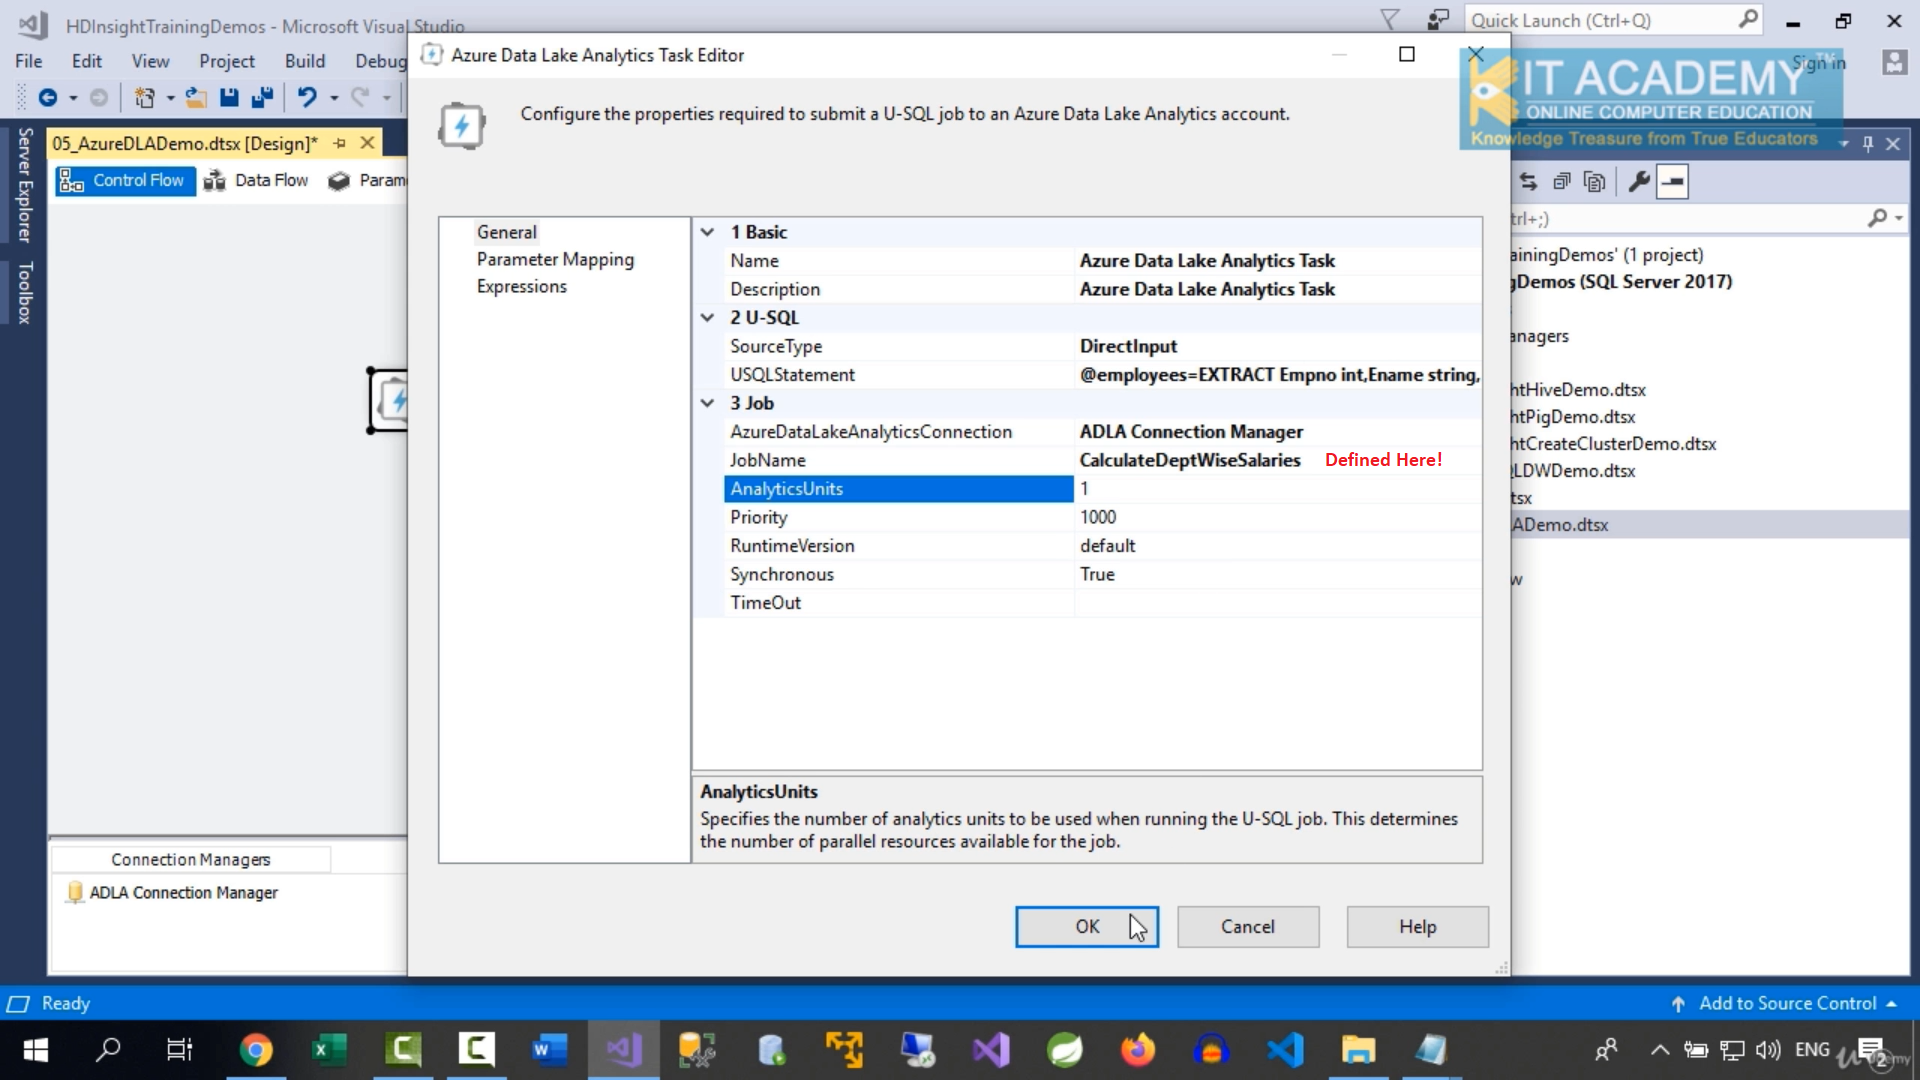 HDInsightTrainingDemos - Microsoft Visual Studio
Quick Launch (Ctrl+Q)
File Edit View Project Build Debug
Sign in
Azure Data Lake Analytics Task Editor
KIT ACADEMY™
ONLINE COMPUTER EDUCATION
Knowledge Treasure from True Educators
Configure the properties required to submit a U-SQL job to an Azure Data Lake Analytics account.
Server Explorer
Toolbox
05_AzureDLADemo.dtsx [Design]*
Control Flow Data Flow Param
General
Parameter Mapping
Expressions
1 Basic
Name Azure Data Lake Analytics Task
Description Azure Data Lake Analytics Task
2 U-SQL
SourceType DirectInput
USQLStatement @employees=EXTRACT Empno int,Ename string,
3 Job
AzureDataLakeAnalyticsConnection ADLA Connection Manager
JobName CalculateDeptWiseSalaries Defined Here!
AnalyticsUnits 1
Priority 1000
RuntimeVersion default
Synchronous True
TimeOut
AnalyticsUnits
Specifies the number of analytics units to be used when running the U-SQL job. This determines
the number of parallel resources available for the job.
OK Cancel Help
trl+;)
ainingDemos' (1 project)
gDemos (SQL Server 2017)
anagers
htHiveDemo.dtsx
htPigDemo.dtsx
htCreateClusterDemo.dtsx
QLDWDemo.dtsx
tsx
LADemo.dtsx
w
Connection Managers
ADLA Connection Manager
Ready
Add to Source Control
ENG
2